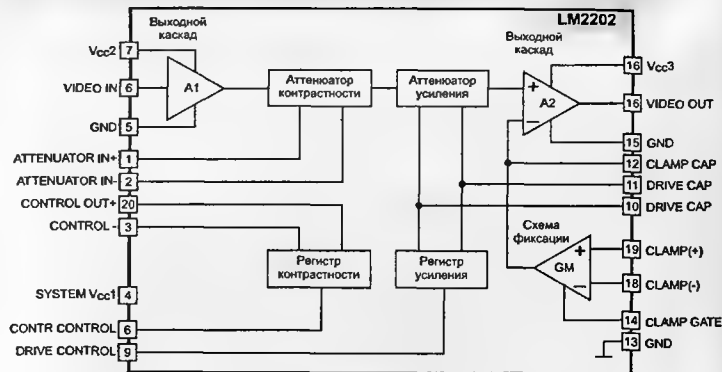 LM2202
Выходной
каскад
Vcc2
7
VIDEO IN
6
A1
GND
5
ATTENUATOR IN+
1
ATTENUATOR IN-
2
CONTROL OUT+
20
CONTROL -
3
SYSTEM Vcc1
4
CONTR CONTROL
6
DRIVE CONTROL
9
Аттенюатор
контрастности
Аттенюатор
усиления
Регистр
контрастности
Регистр
усиления
Выходной
каскад
+
A2
−
Схема
фиксации
+
GM
−
16
Vcc3
16
VIDEO OUT
15
GND
12
CLAMP CAP
11
DRIVE CAP
10
DRIVE CAP
19
CLAMP(+)
18
CLAMP(-)
14
CLAMP GATE
13
GND